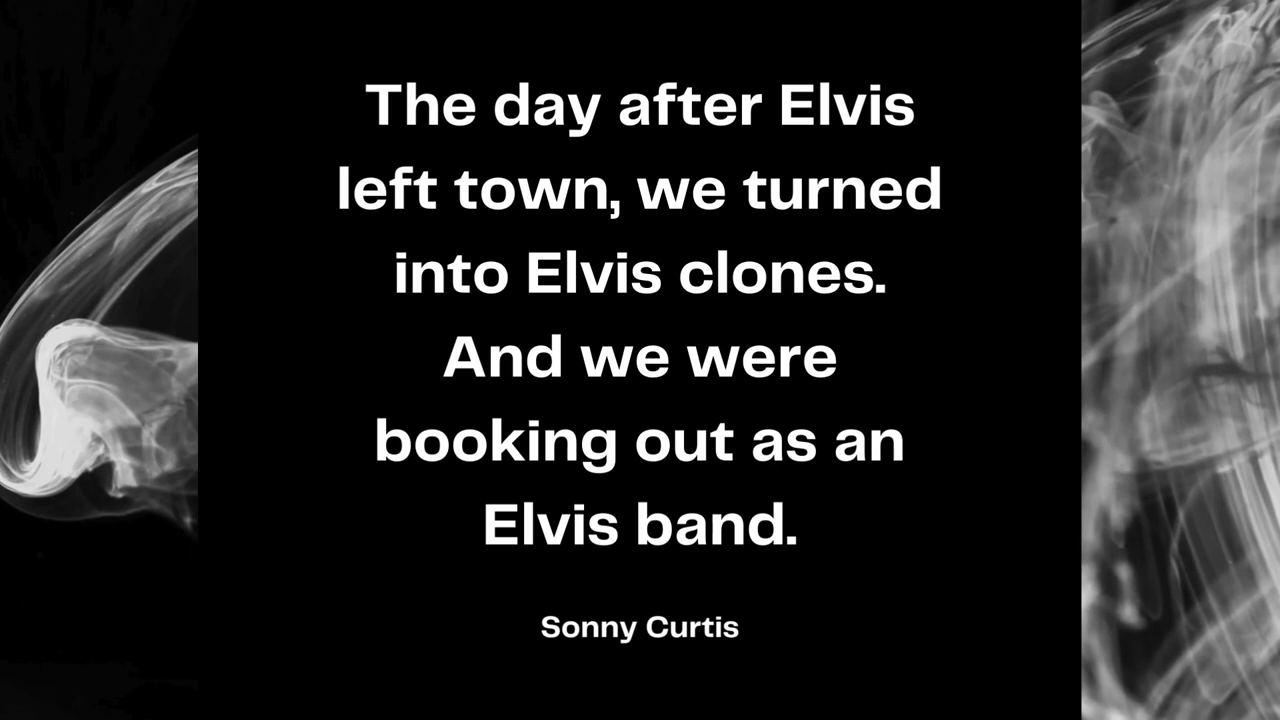 The day after Elvis
left town, we turned
into Elvis clones.
And we were
booking out as an
Elvis band.
Sonny Curtis